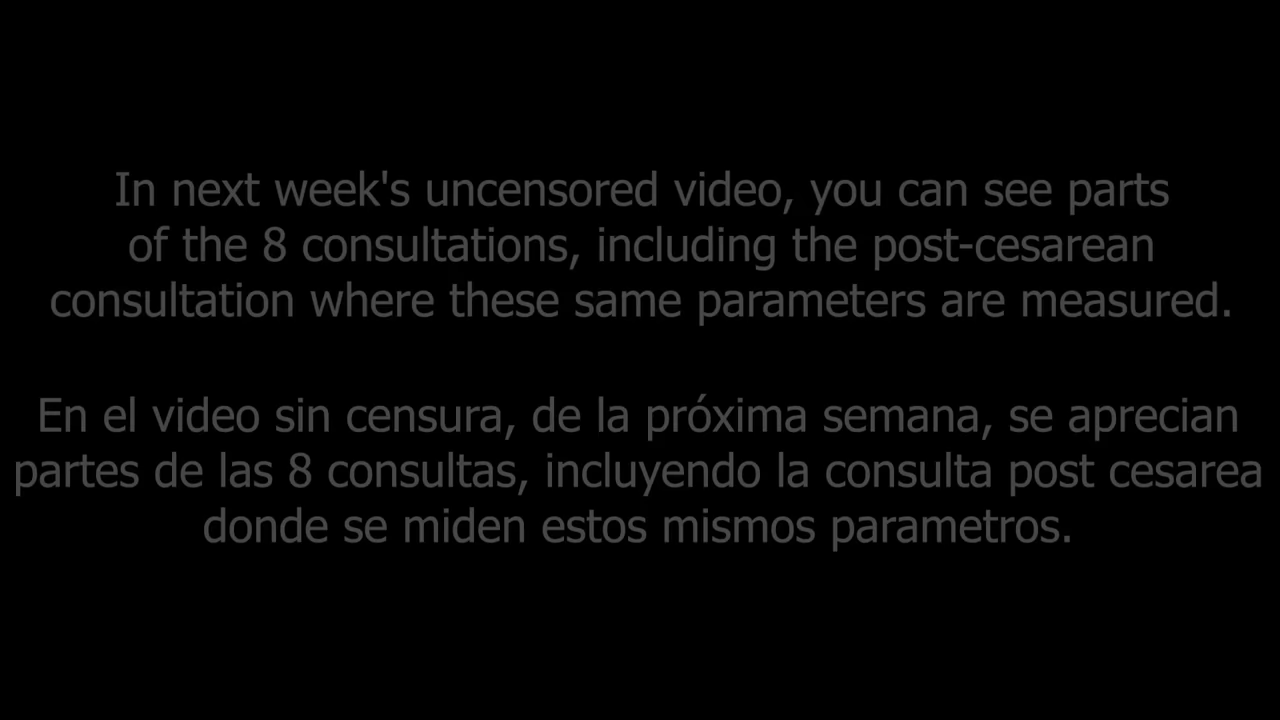 In next week's uncensored video, you can see parts
of the 8 consultations, including the post-cesarean
consultation where these same parameters are measured.
En el video sin censura, de la próxima semana, se aprecian
partes de las 8 consultas, incluyendo la consulta post cesarea
donde se miden estos mismos parametros.